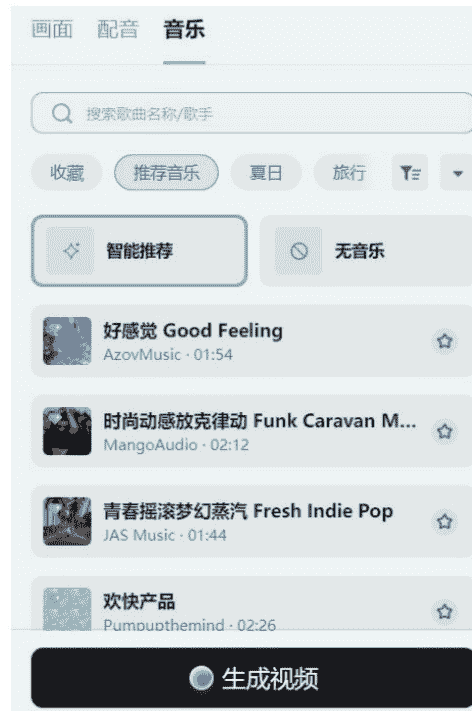 画面 配音 音乐
搜索歌曲名称/歌手
收藏 推荐音乐 夏日 旅行
智能推荐 无音乐
好感觉 Good Feeling
AzovMusic · 01:54
时尚动感放克律动 Funk Caravan M...
MangoAudio · 02:12
青春摇滚梦幻蒸汽 Fresh Indie Pop
JAS Music · 01:44
欢快产品
Pumpupthemind · 02:26
生成视频